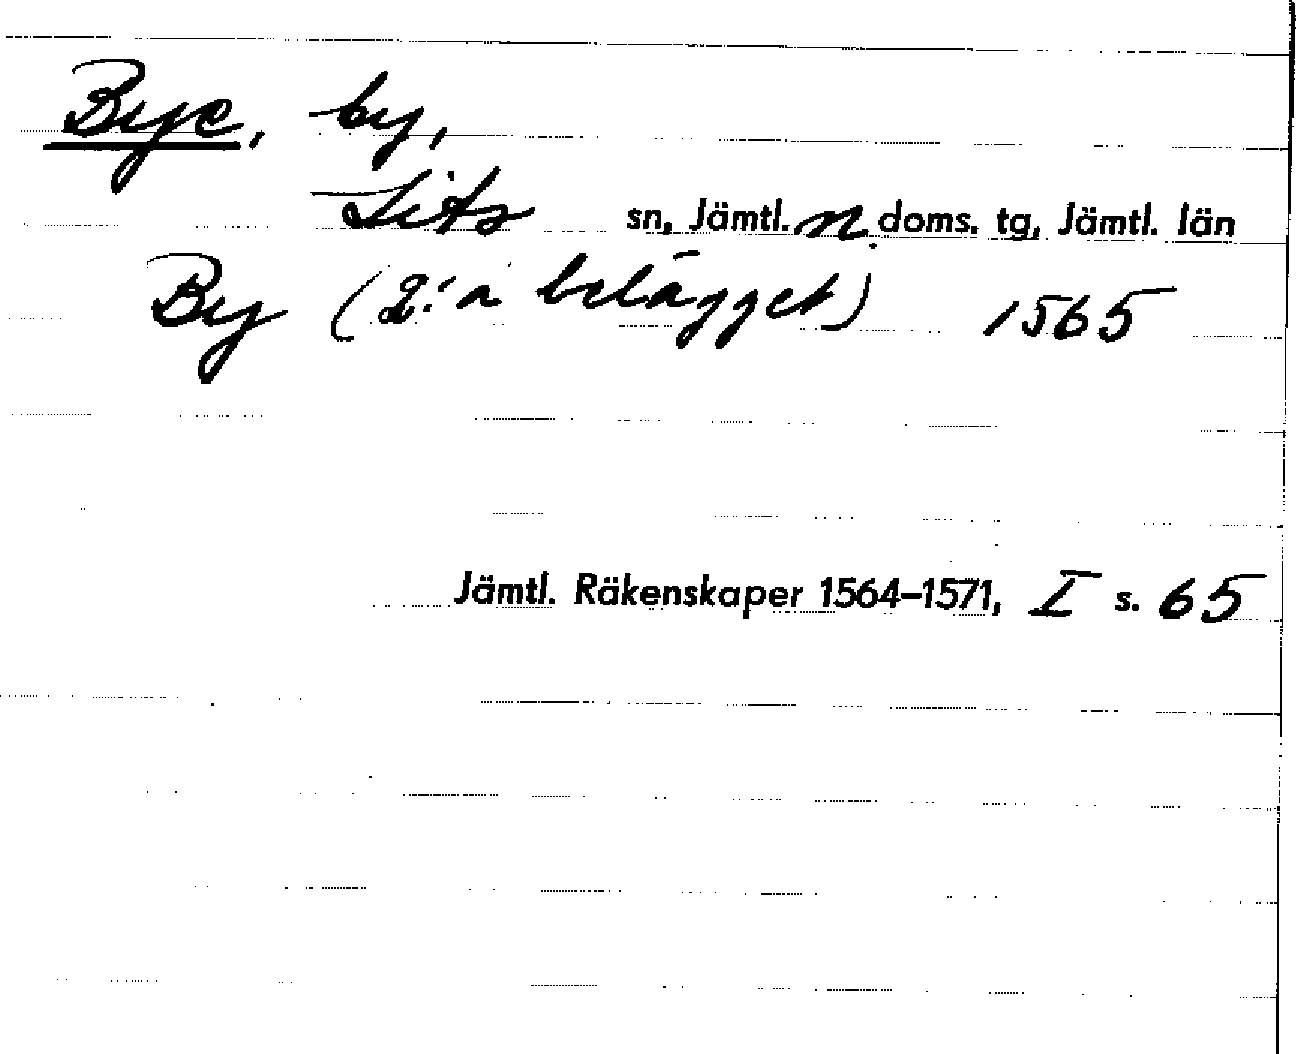 Bye, by,
Lits sn, Jämtl. n. doms. tg, Jämtl. län
By (2:a belägget) 1565
Jämtl. Räkenskaper 1564–1571, I s. 65